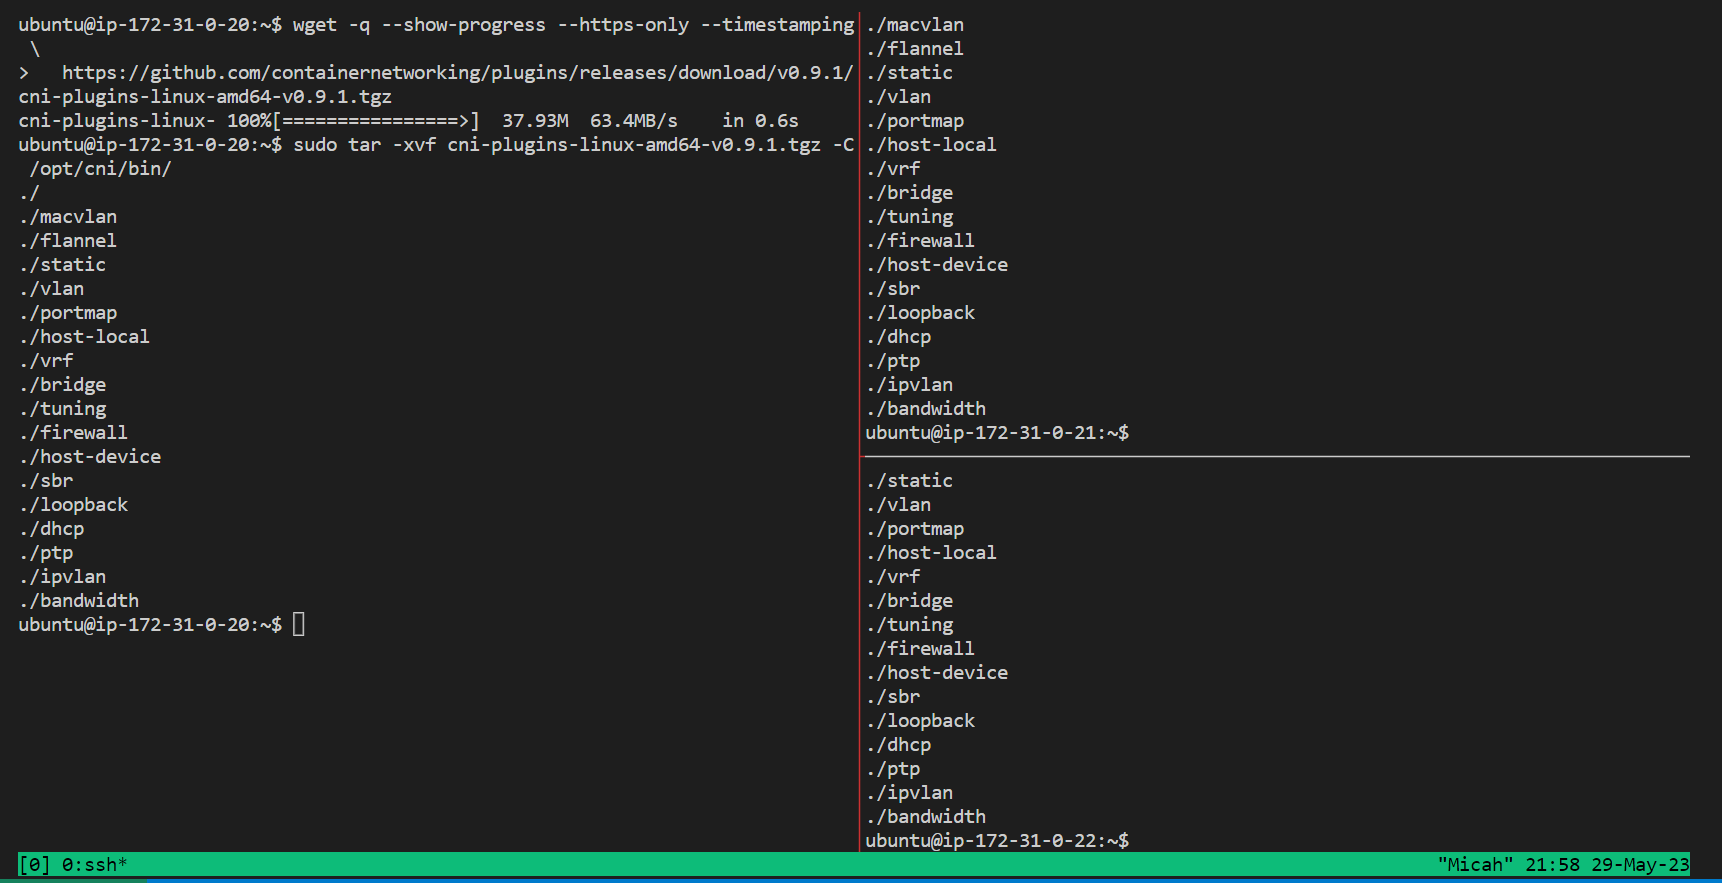 ubuntu@ip-172-31-0-20:~$ wget -q --show-progress --https-only --timestamping
 \
>   https://github.com/containernetworking/plugins/releases/download/v0.9.1/
cni-plugins-linux-amd64-v0.9.1.tgz
cni-plugins-linux- 100%[================>]  37.93M  63.4MB/s    in 0.6s
ubuntu@ip-172-31-0-20:~$ sudo tar -xvf cni-plugins-linux-amd64-v0.9.1.tgz -C
 /opt/cni/bin/
./
./macvlan
./flannel
./static
./vlan
./portmap
./host-local
./vrf
./bridge
./tuning
./firewall
./host-device
./sbr
./loopback
./dhcp
./ptp
./ipvlan
./bandwidth
ubuntu@ip-172-31-0-20:~$
./macvlan
./flannel
./static
./vlan
./portmap
./host-local
./vrf
./bridge
./tuning
./firewall
./host-device
./sbr
./loopback
./dhcp
./ptp
./ipvlan
./bandwidth
ubuntu@ip-172-31-0-21:~$
./static
./vlan
./portmap
./host-local
./vrf
./bridge
./tuning
./firewall
./host-device
./sbr
./loopback
./dhcp
./ptp
./ipvlan
./bandwidth
ubuntu@ip-172-31-0-22:~$
[0] 0:ssh* "Micah" 21:58 29-May-23